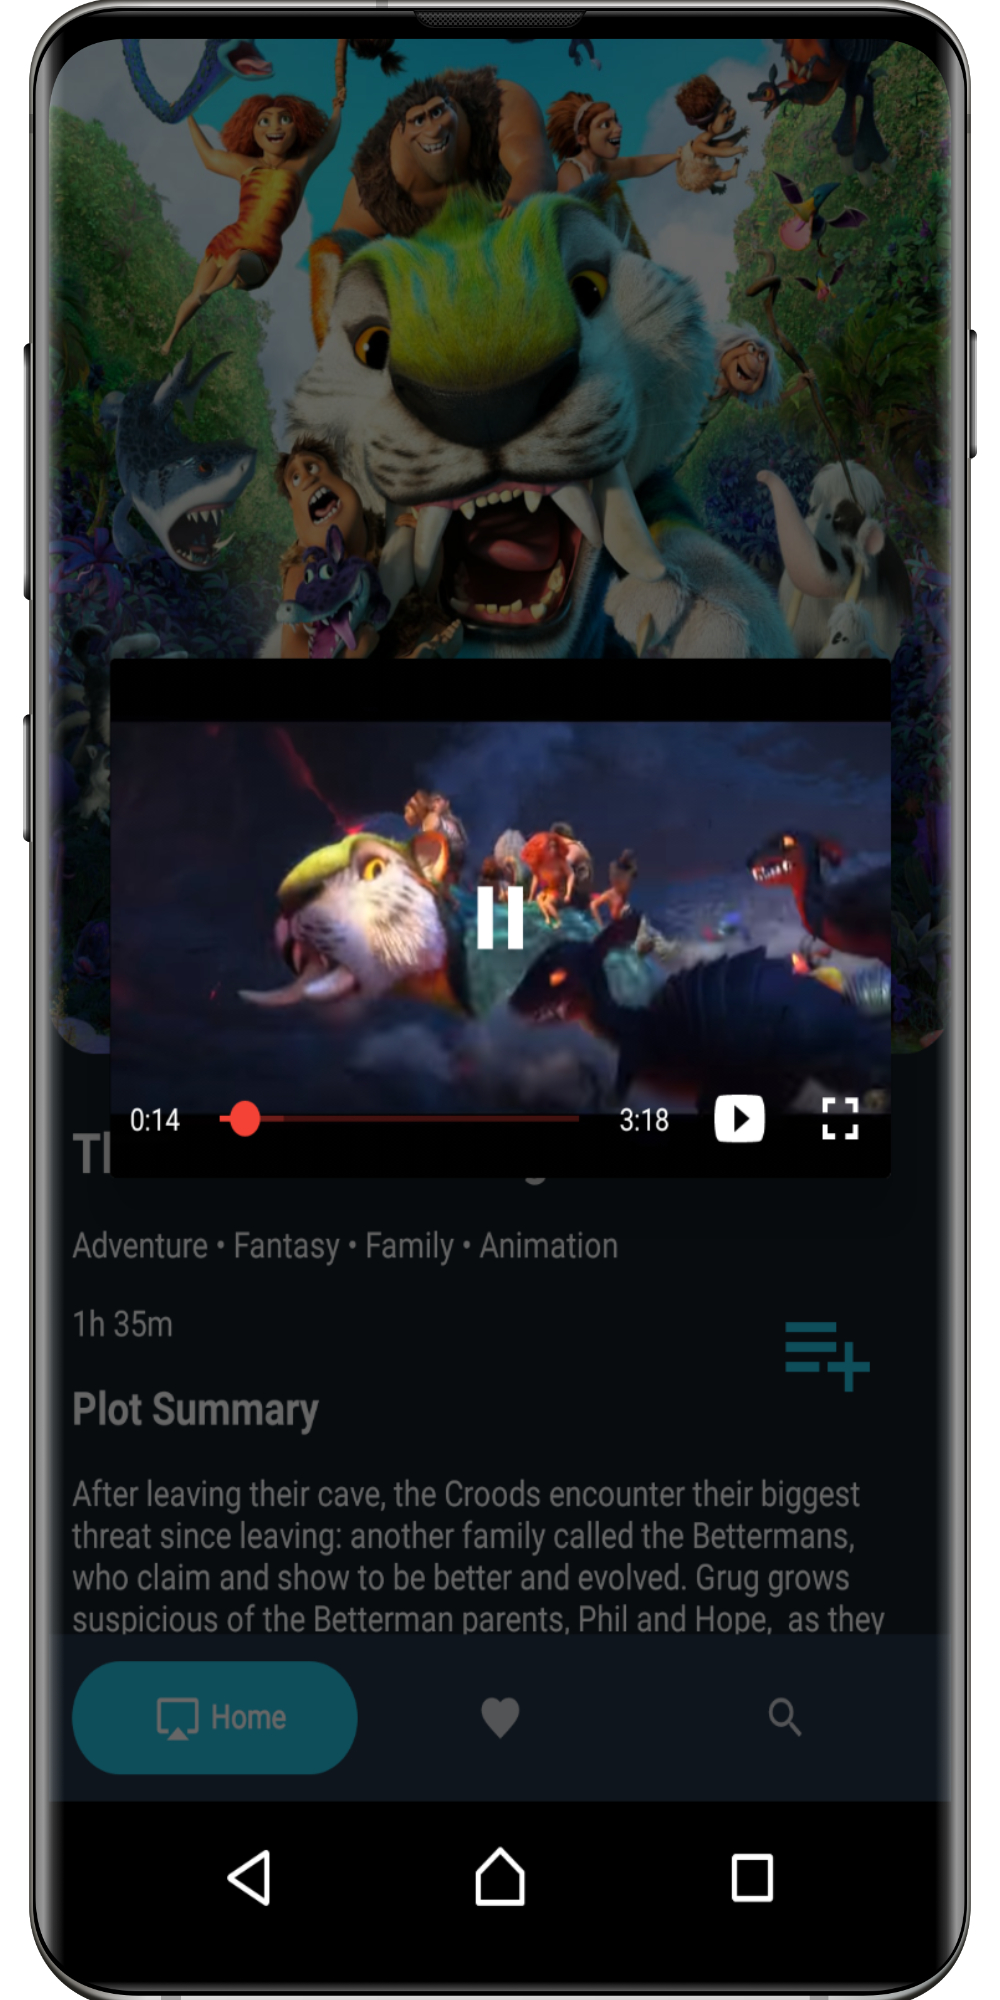 0:14
3:18
Adventure • Fantasy • Family • Animation
1h 35m
Plot Summary
After leaving their cave, the Croods encounter their biggest
threat since leaving: another family called the Bettermans,
who claim and show to be better and evolved. Grug grows
suspicious of the Betterman parents, Phil and Hope,  as they
Home